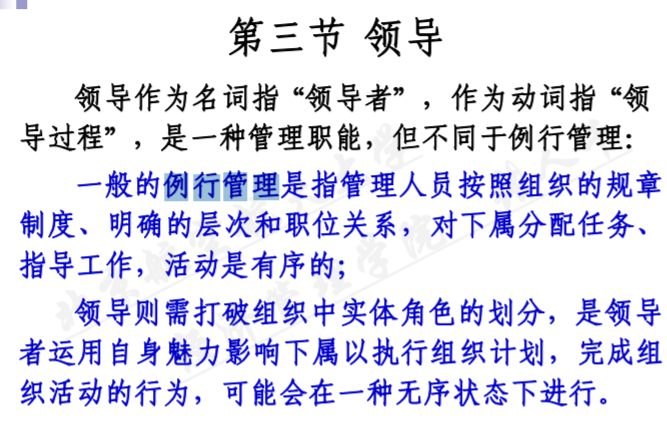 第三节 领导
领导作为名词指“领导者”，作为动词指“领
导过程”，是一种管理职能，但不同于例行管理：
一般的例行管理是指管理人员按照组织的规章
制度、明确的层次和职位关系，对下属分配任务、
指导工作，活动是有序的；
领导则需打破组织中实体角色的划分，是领导
者运用自身魅力影响下属以执行组织计划，完成组
织活动的行为，可能会在一种无序状态下进行。